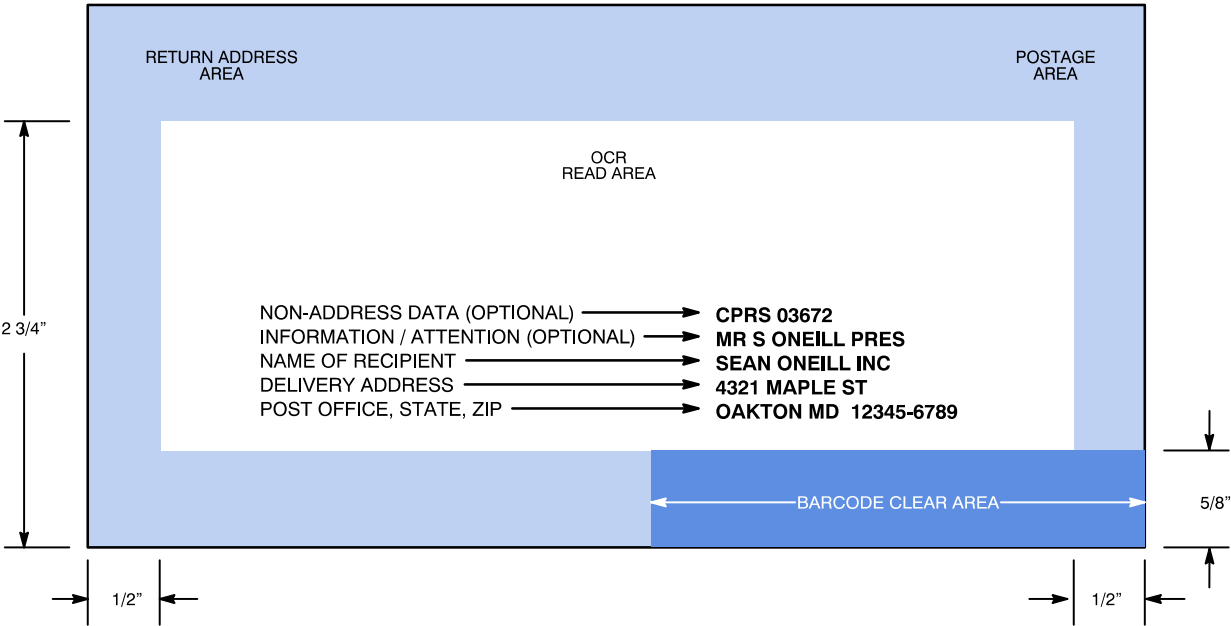 RETURN ADDRESS
AREA
POSTAGE
AREA
OCR
READ AREA
2 3/4”
NON-ADDRESS DATA (OPTIONAL) CPRS 03672
INFORMATION / ATTENTION (OPTIONAL) MR S ONEILL PRES
NAME OF RECIPIENT SEAN ONEILL INC
DELIVERY ADDRESS 4321 MAPLE ST
POST OFFICE, STATE, ZIP OAKTON MD 12345-6789
BARCODE CLEAR AREA
5/8”
1/2”
1/2”